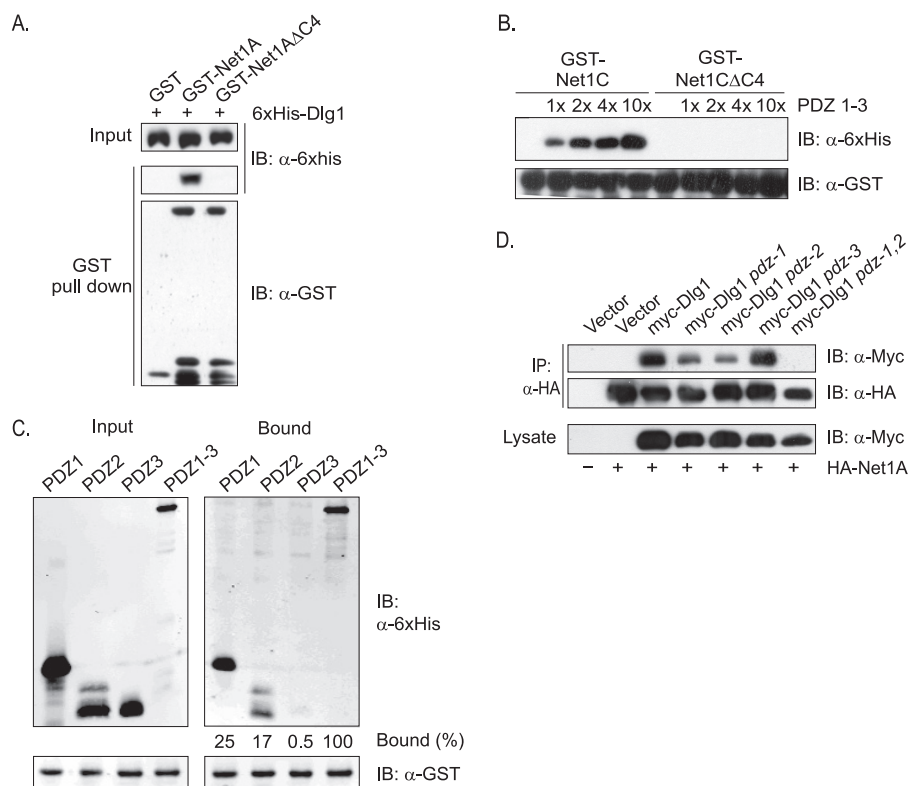 A.
GST
GST-Net1A
GST-Net1AΔC4
+ + + 6xHis-Dlg1
Input
IB: α-6xhis
GST
pull down
IB: α-GST
B.
GST-
Net1C
GST-
Net1CΔC4
1x 2x 4x 10x 1x 2x 4x 10x PDZ 1-3
IB: α-6xHis
IB: α-GST
C.
Input Bound
PDZ1 PDZ2 PDZ3 PDZ1-3 PDZ1 PDZ2 PDZ3 PDZ1-3
IB:
α-6xHis
25 17 0.5 100 Bound (%)
IB: α-GST
D.
Vector
Vector
myc-Dlg1
myc-Dlg1 pdz-1
myc-Dlg1 pdz-2
myc-Dlg1 pdz-3
myc-Dlg1 pdz-1,2
IP:
α-HA
IB: α-Myc
IB: α-HA
Lysate
IB: α-Myc
– + + + + + + HA-Net1A